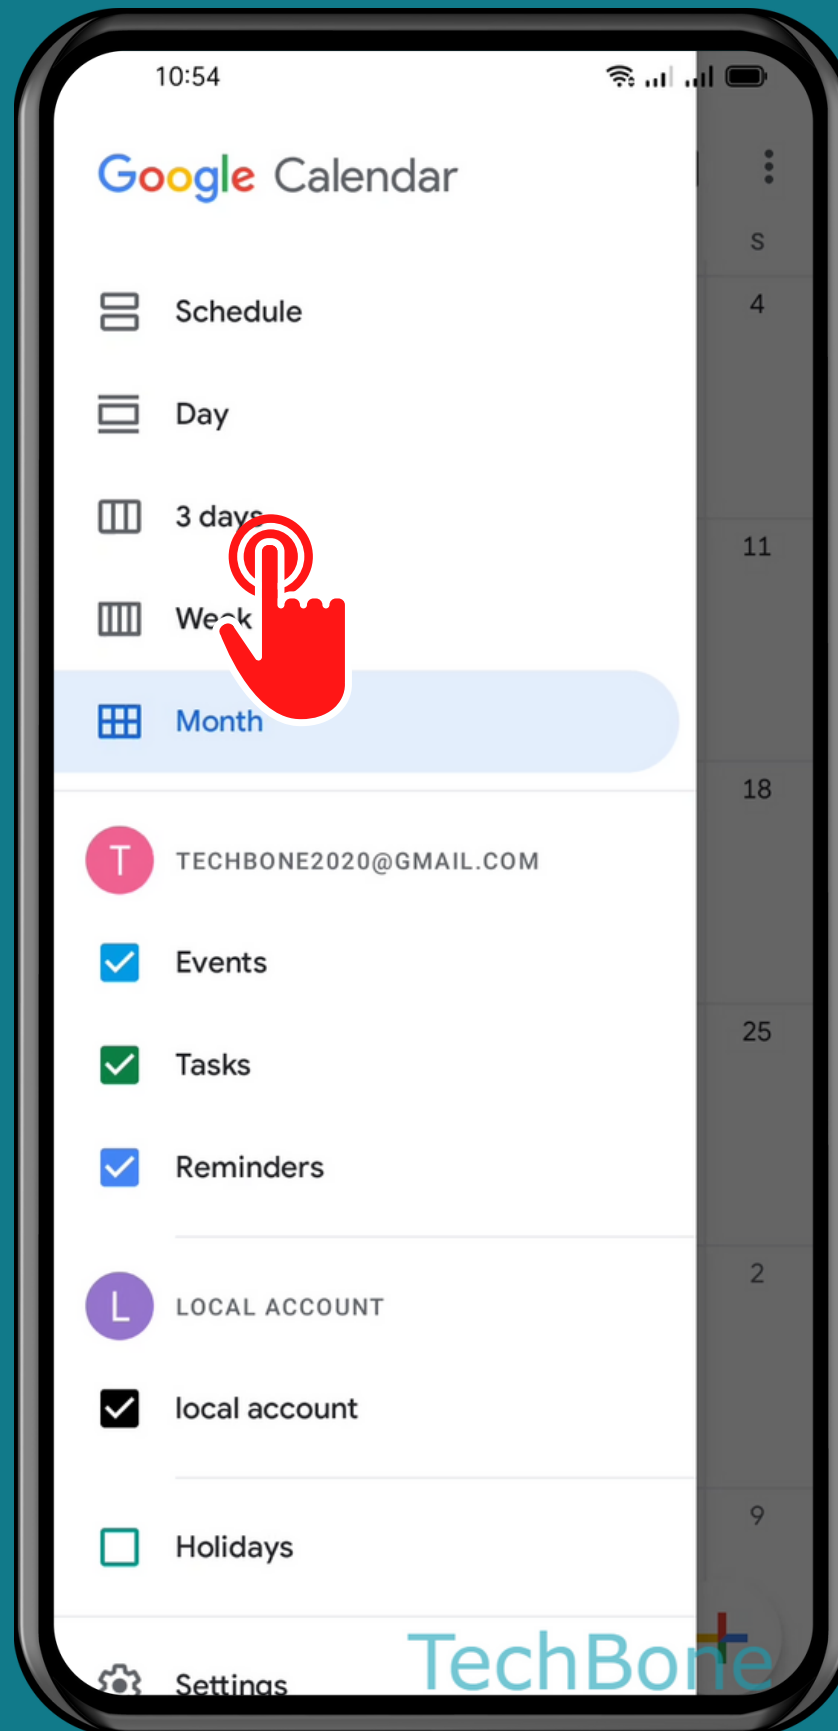 10:54
Google Calendar
S
Schedule
4
Day
3 days
11
Week
Month
18
T TECHBONE2020@GMAIL.COM
Events
25
Tasks
Reminders
2
L LOCAL ACCOUNT
local account
9
Holidays
Settings
TechBone